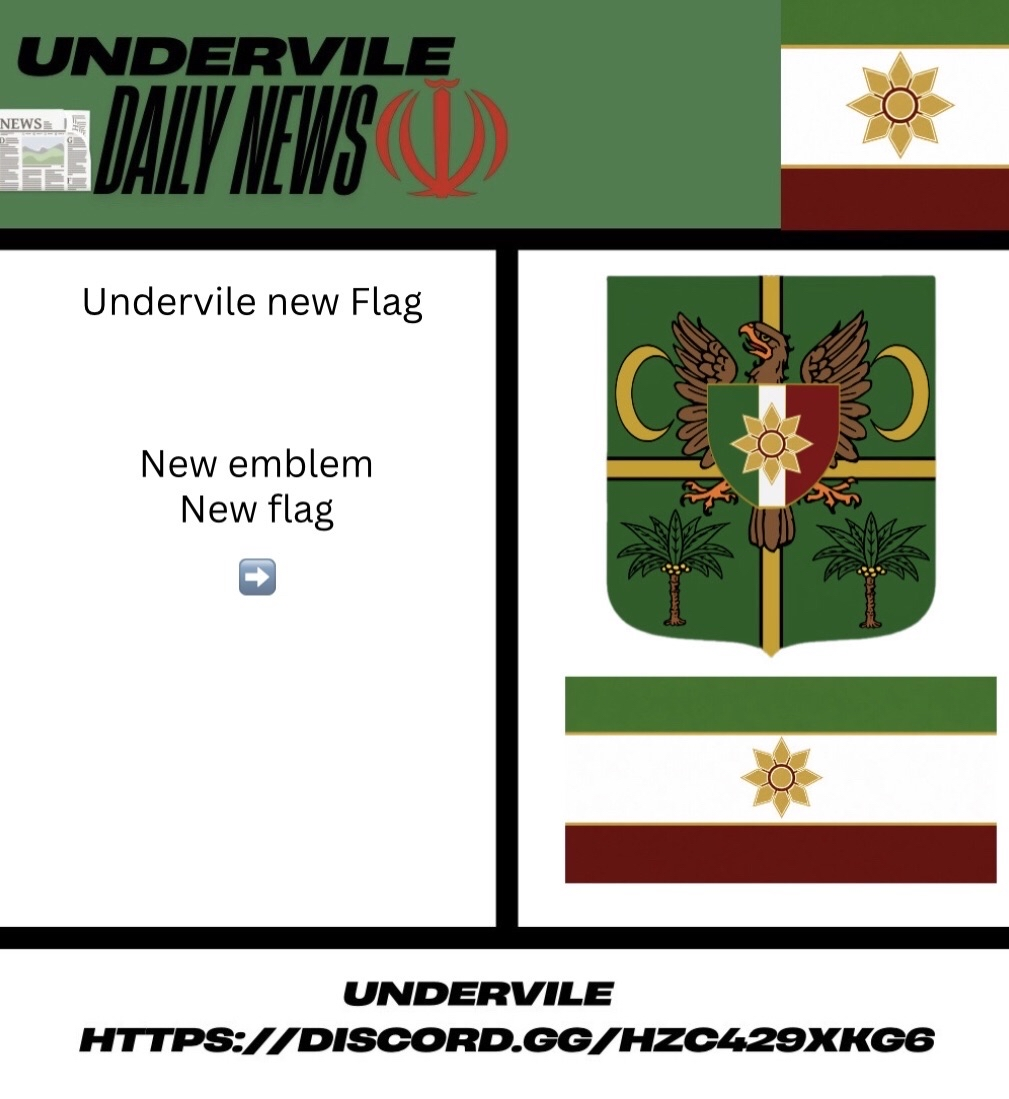 UNDERVILE
DAILY NEWS
NEWS
Undervile new Flag
New emblem
New flag
UNDERVILE
HTTPS://DISCORD.GG/HZC429XKG6